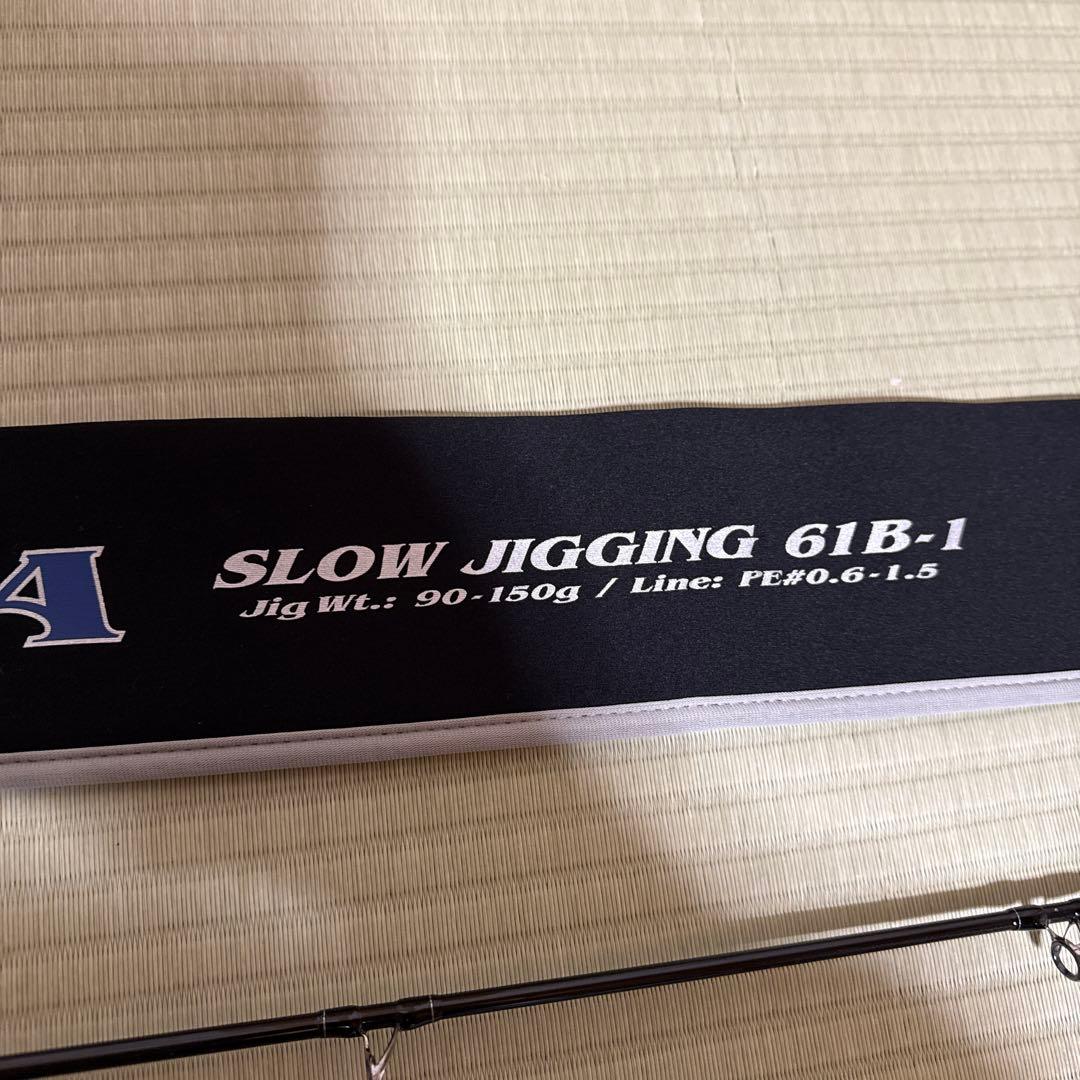 A
SLOW JIGGING 61B-1
Jig Wt.: 90-150g / Line: PE#0.6-1.5